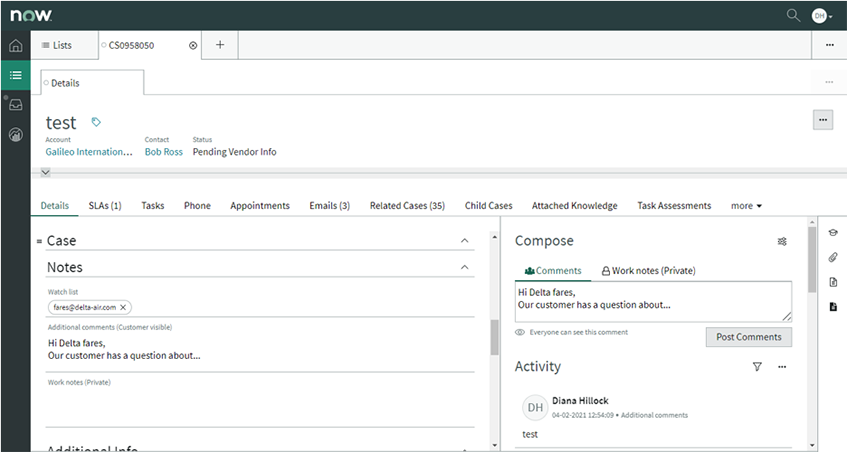 now
DH
Lists
CS0958050
Details
test
Account
Contact
Status
Galileo Internation...
Bob Ross
Pending Vendor Info
Details
SLAs (1)
Tasks
Phone
Appointments
Emails (3)
Related Cases (35)
Child Cases
Attached Knowledge
Task Assessments
more
Case
Notes
Watch list
fares@delta-air.com
Additional comments (Customer visible)
Hi Delta fares,
Our customer has a question about...
Work notes (Private)
Additional Info
Compose
Comments
Work notes (Private)
Hi Delta fares,
Our customer has a question about...
Everyone can see this comment
Post Comments
Activity
DH
Diana Hillock
04-02-2021 12:54:09 • Additional comments
test